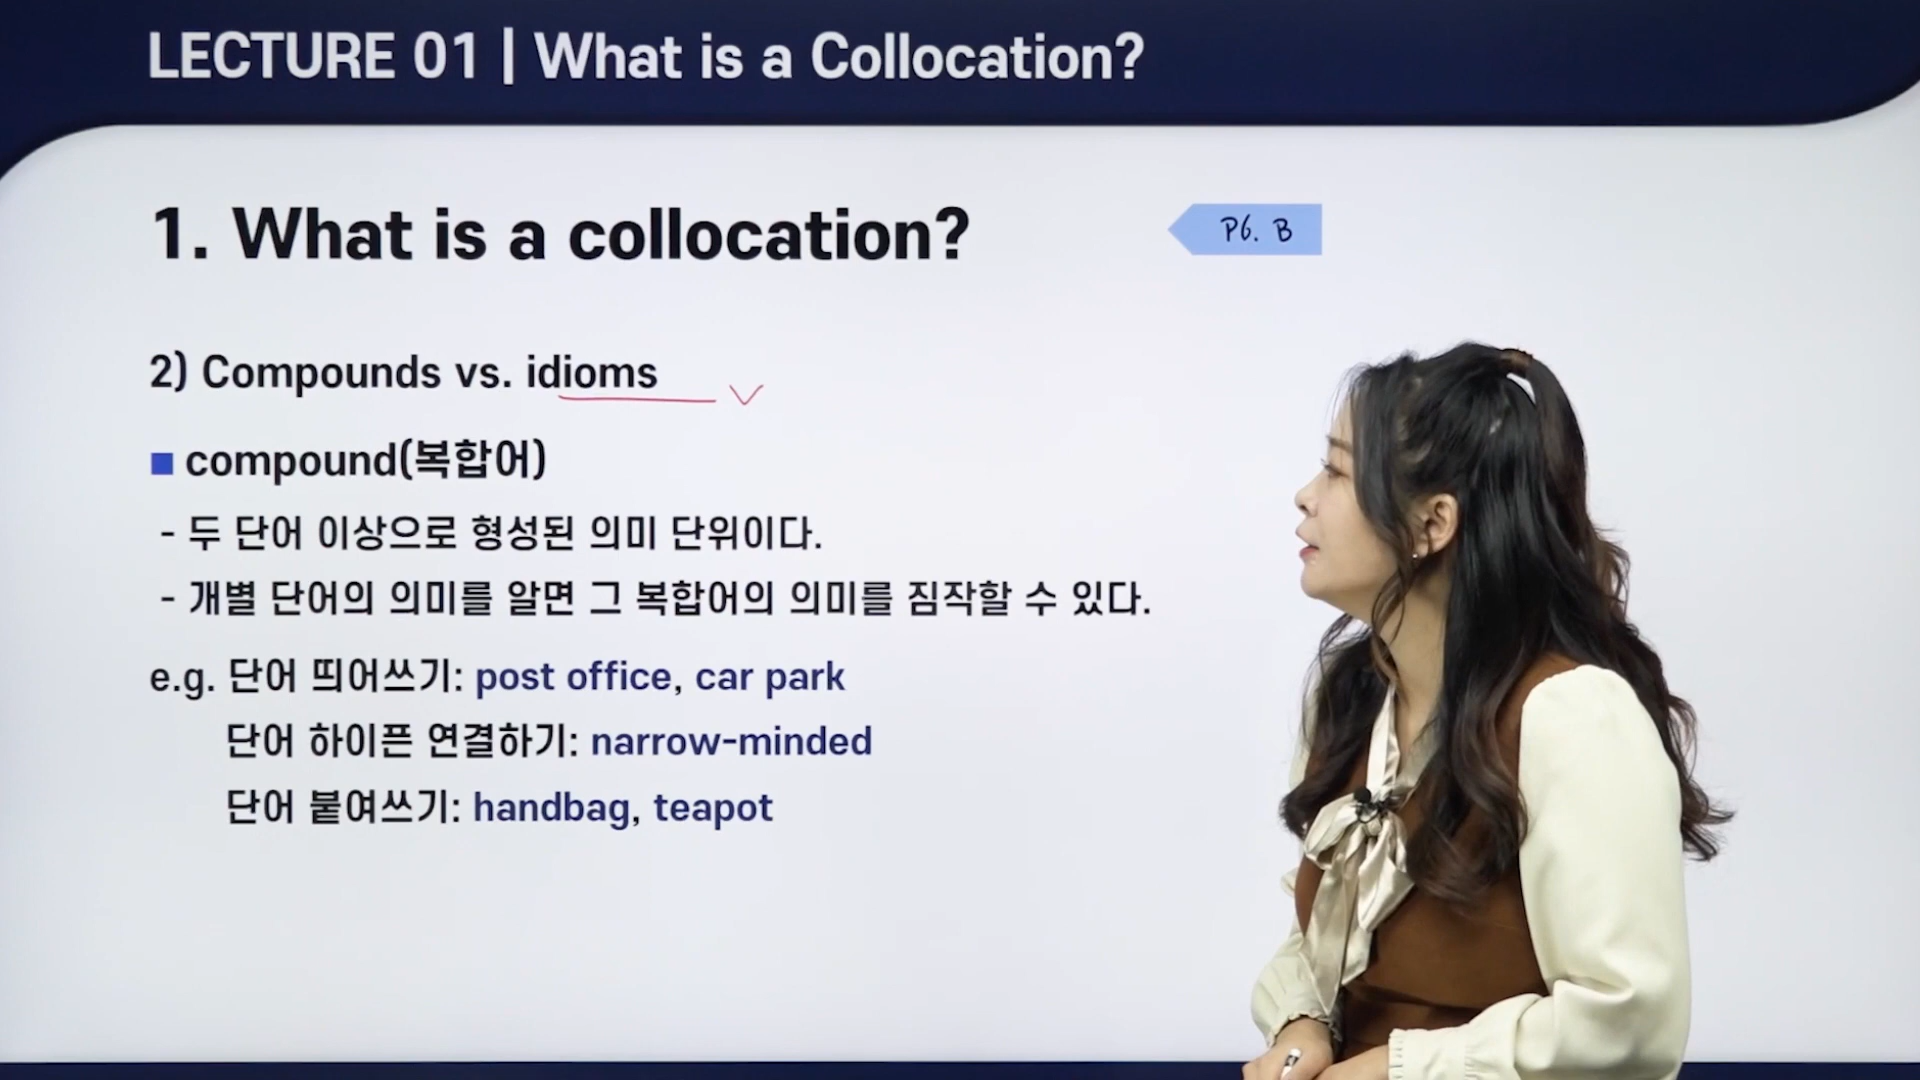 LECTURE 01 | What is a Collocation?
1. What is a collocation?
P6. B
2) Compounds vs. idioms
■ compound(복합어)
- 두 단어 이상으로 형성된 의미 단위이다.
- 개별 단어의 의미를 알면 그 복합어의 의미를 짐작할 수 있다.
e.g. 단어 띄어쓰기: post office, car park
단어 하이픈 연결하기: narrow-minded
단어 붙여쓰기: handbag, teapot